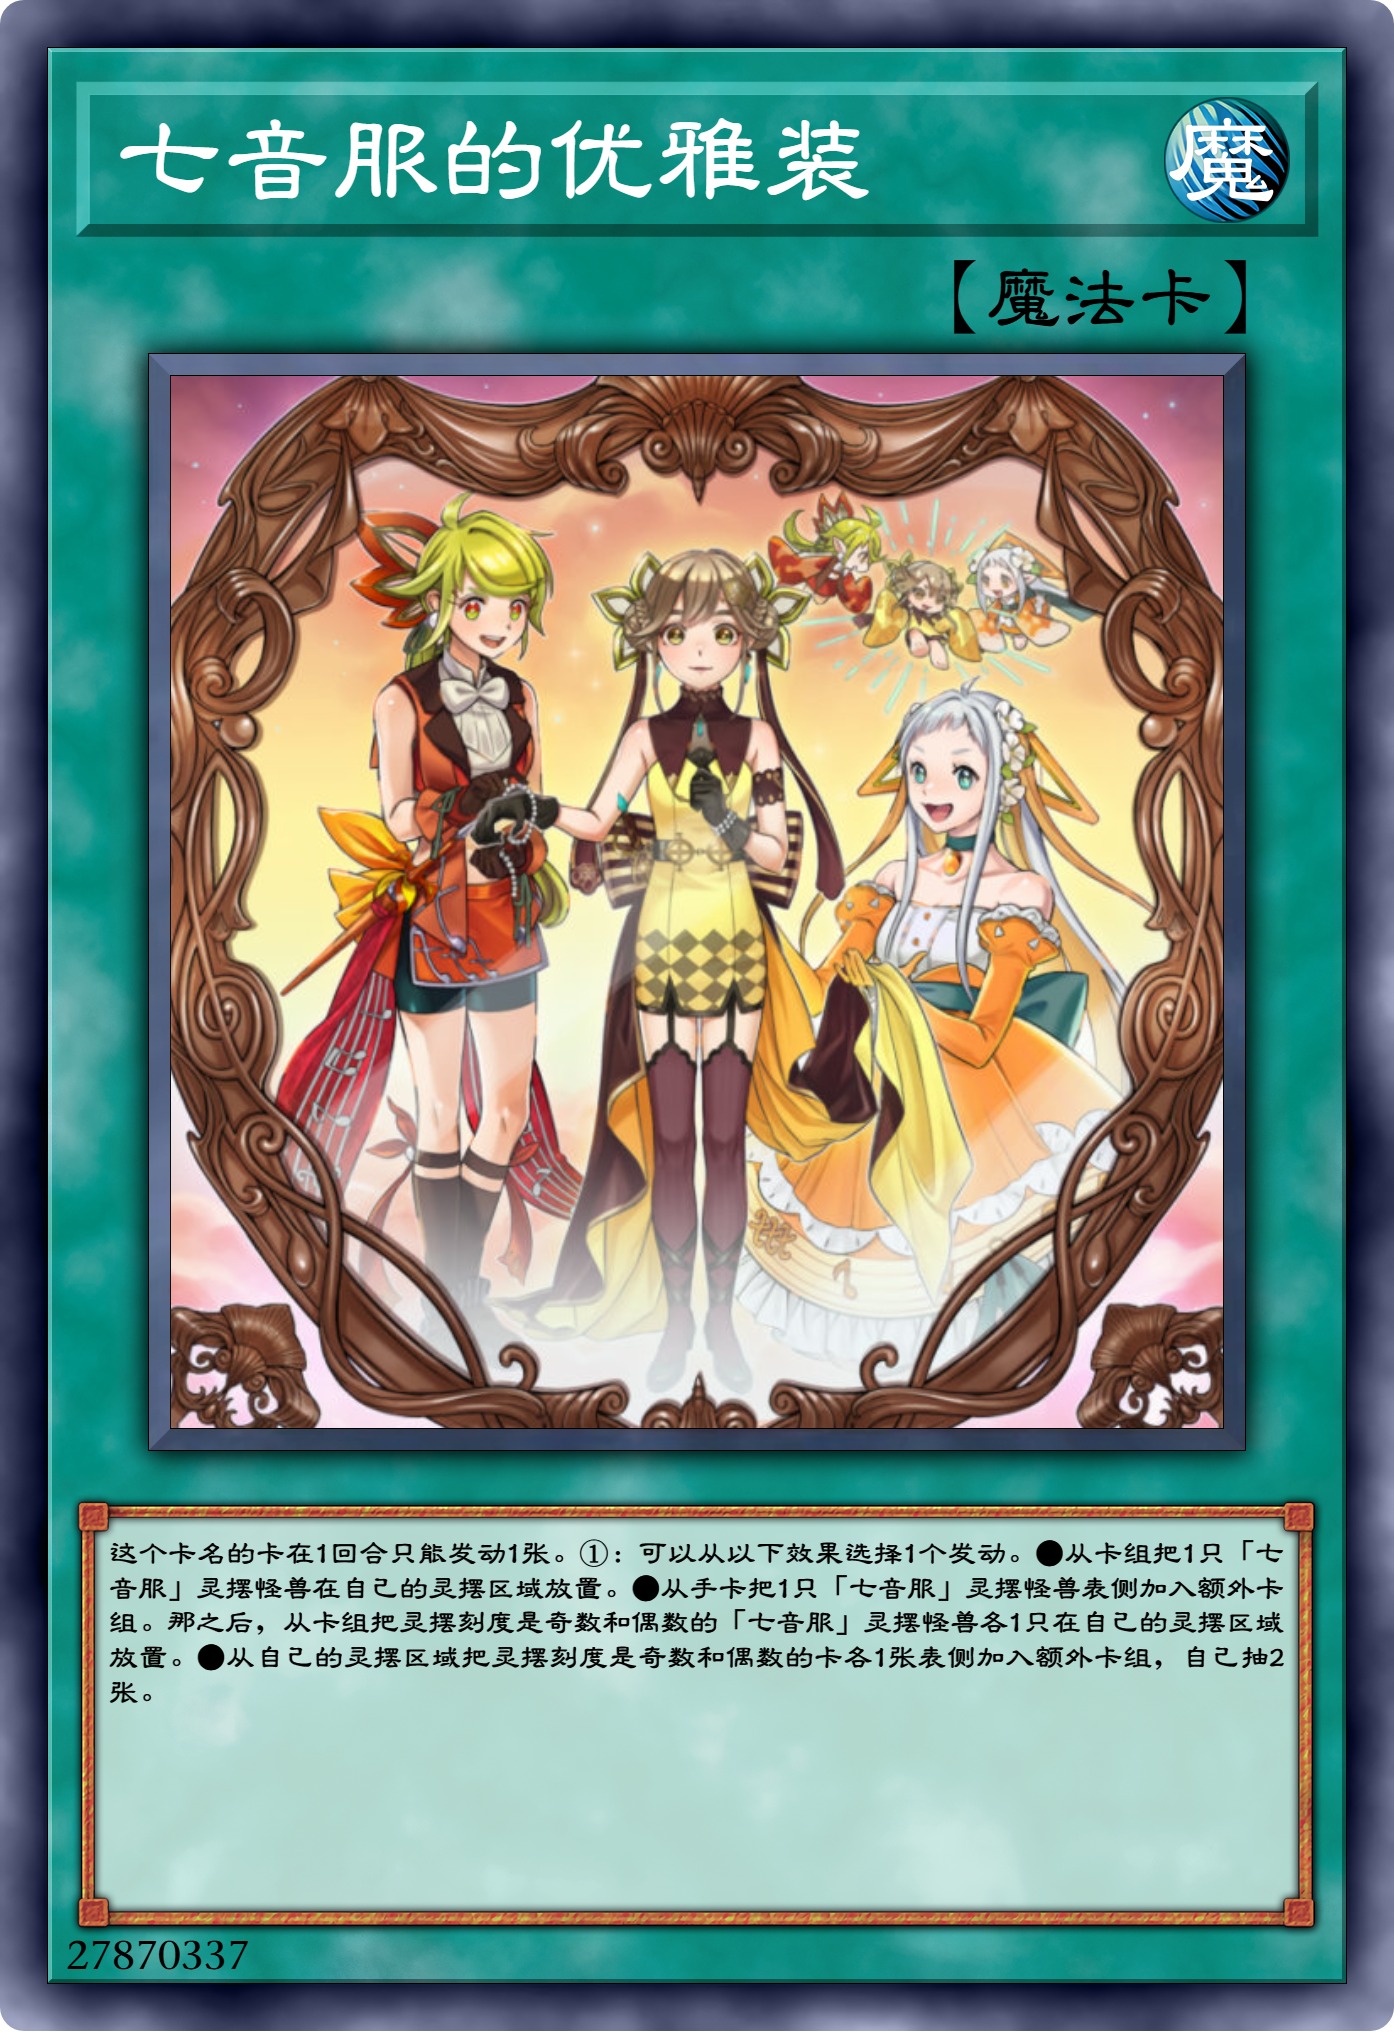 七音服的优雅装
魔
【魔法卡】
这个卡名的卡在1回合只能发动1张。①：可以从以下效果选择1个发动。●从卡组把1只「七
音服」灵摆怪兽在自己的灵摆区域放置。●从手卡把1只「七音服」灵摆怪兽表侧加入额外卡
组。那之后，从卡组把灵摆刻度是奇数和偶数的「七音服」灵摆怪兽各1只在自己的灵摆区域
放置。●从自己的灵摆区域把灵摆刻度是奇数和偶数的卡各1张表侧加入额外卡组，自己抽2
张。
27870337